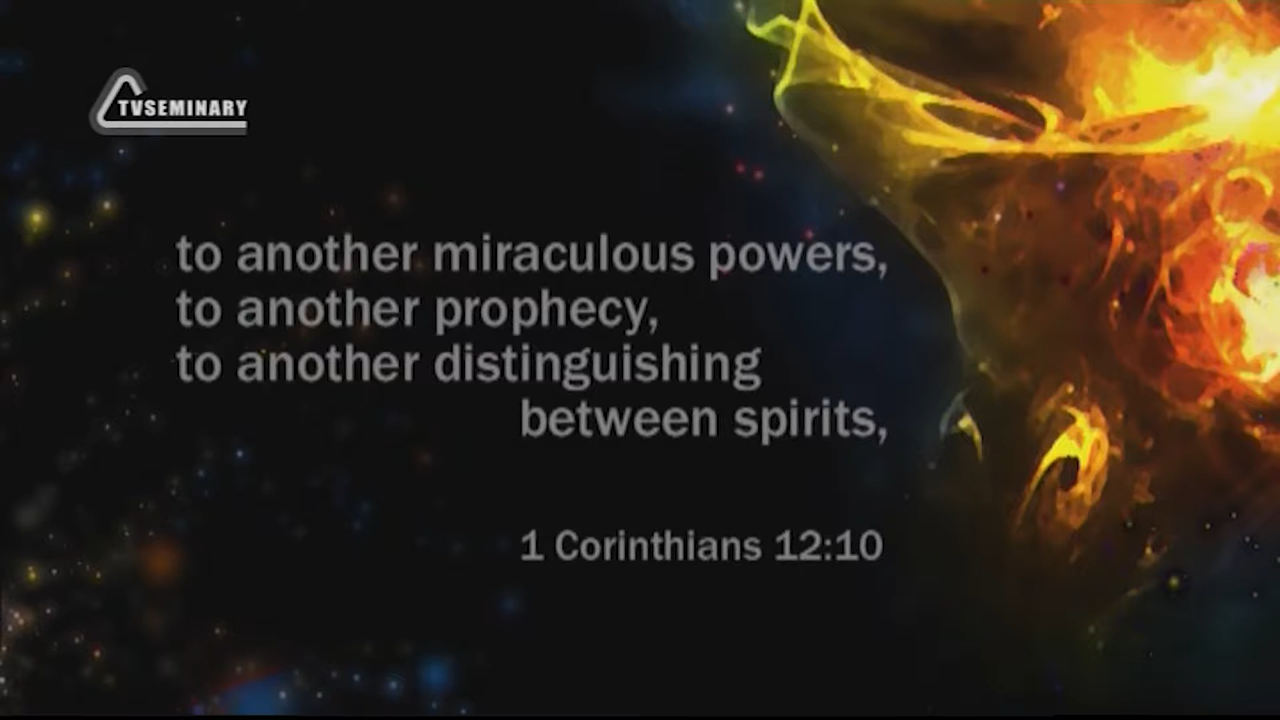 TVSEMINARY
to another miraculous powers,
to another prophecy,
to another distinguishing
between spirits,
1 Corinthians 12:10